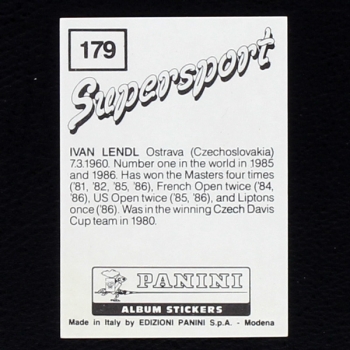 179
Supersport
IVAN LENDL Ostrava (Czechoslovakia)
7.3.1960. Number one in the world in 1985
and 1986. Has won the Masters four times
('81, '82, '85, '86), French Open twice ('84,
'86), US Open twice ('85, '86), and Liptons
once ('86). Was in the winning Czech Davis
Cup team in 1980.
PANINI
ALBUM STICKERS
Made in Italy by EDIZIONI PANINI S.p.A. - Modena